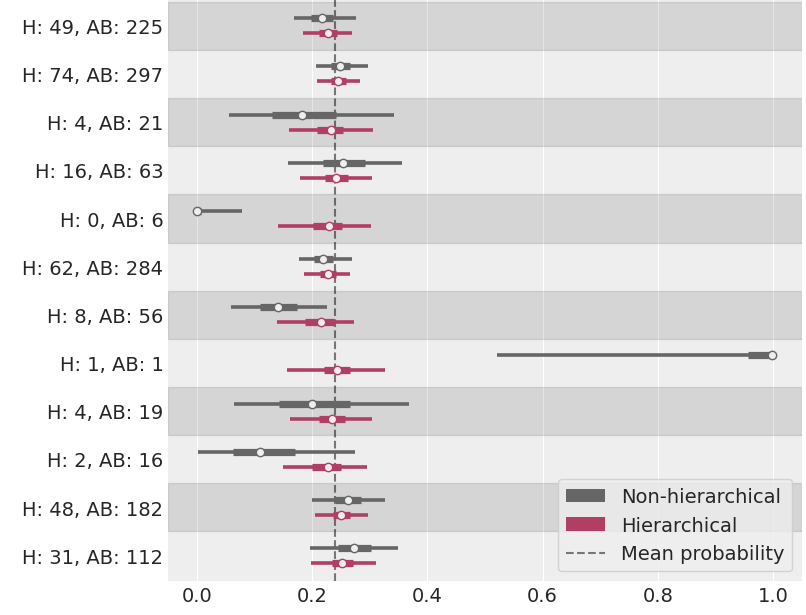 H: 49, AB: 225
H: 74, AB: 297
H: 4, AB: 21
H: 16, AB: 63
H: 0, AB: 6
H: 62, AB: 284
H: 8, AB: 56
H: 1, AB: 1
H: 4, AB: 19
H: 2, AB: 16
H: 48, AB: 182
H: 31, AB: 112
Non-hierarchical
Hierarchical
Mean probability
0.0 0.2 0.4 0.6 0.8 1.0